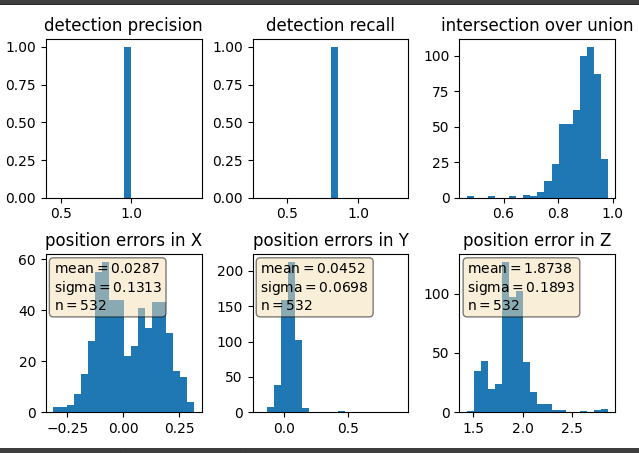 detection precision
1.00
0.75
0.50
0.25
0.00
0.5 1.0
detection recall
1.00
0.75
0.50
0.25
0.00
0.5 1.0
intersection over union
100
75
50
25
0
0.6 0.8 1.0
position errors in X
mean = 0.0287
sigma = 0.1313
n = 532
60
40
20
0
−0.25 0.00 0.25
position errors in Y
mean = 0.0452
sigma = 0.0698
n = 532
200
150
100
50
0
0.0 0.5
position error in Z
mean = 1.8738
sigma = 0.1893
n = 532
100
50
0
1.5 2.0 2.5